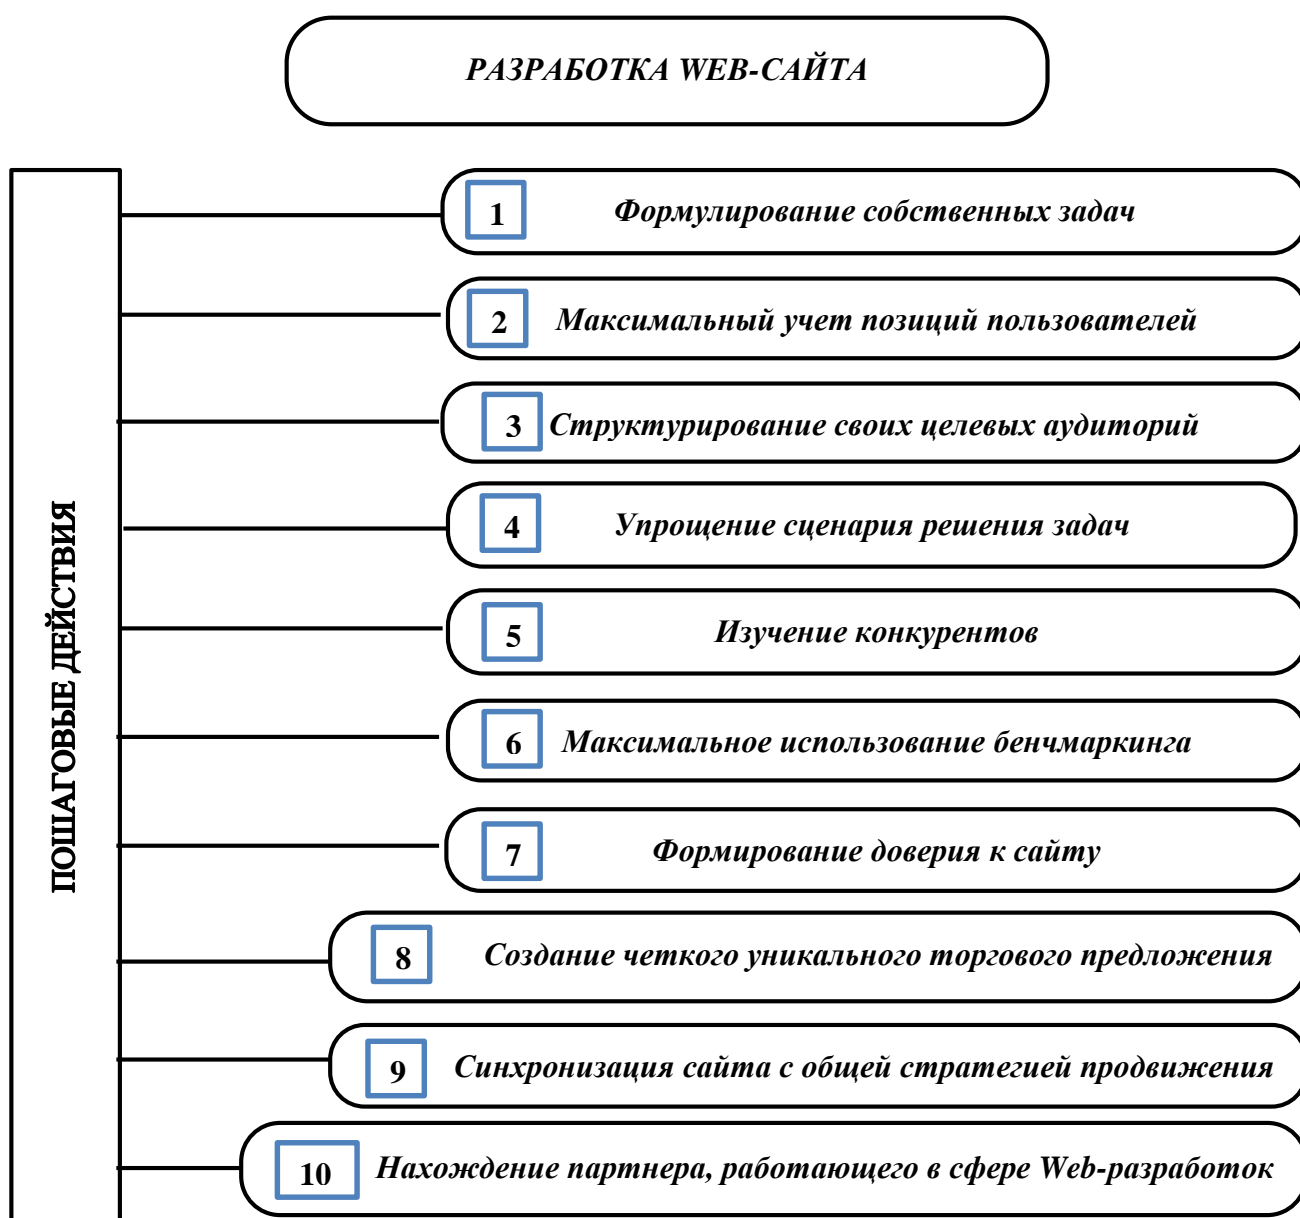 РАЗРАБОТКА WEB-САЙТА
ПОШАГОВЫЕ ДЕЙСТВИЯ
1 Формулирование собственных задач
2 Максимальный учет позиций пользователей
3 Структурирование своих целевых аудиторий
4 Упрощение сценария решения задач
5 Изучение конкурентов
6 Максимальное использование бенчмаркинга
7 Формирование доверия к сайту
8 Создание четкого уникального торгового предложения
9 Синхронизация сайта с общей стратегией продвижения
10 Нахождение партнера, работающего в сфере Web-разработок